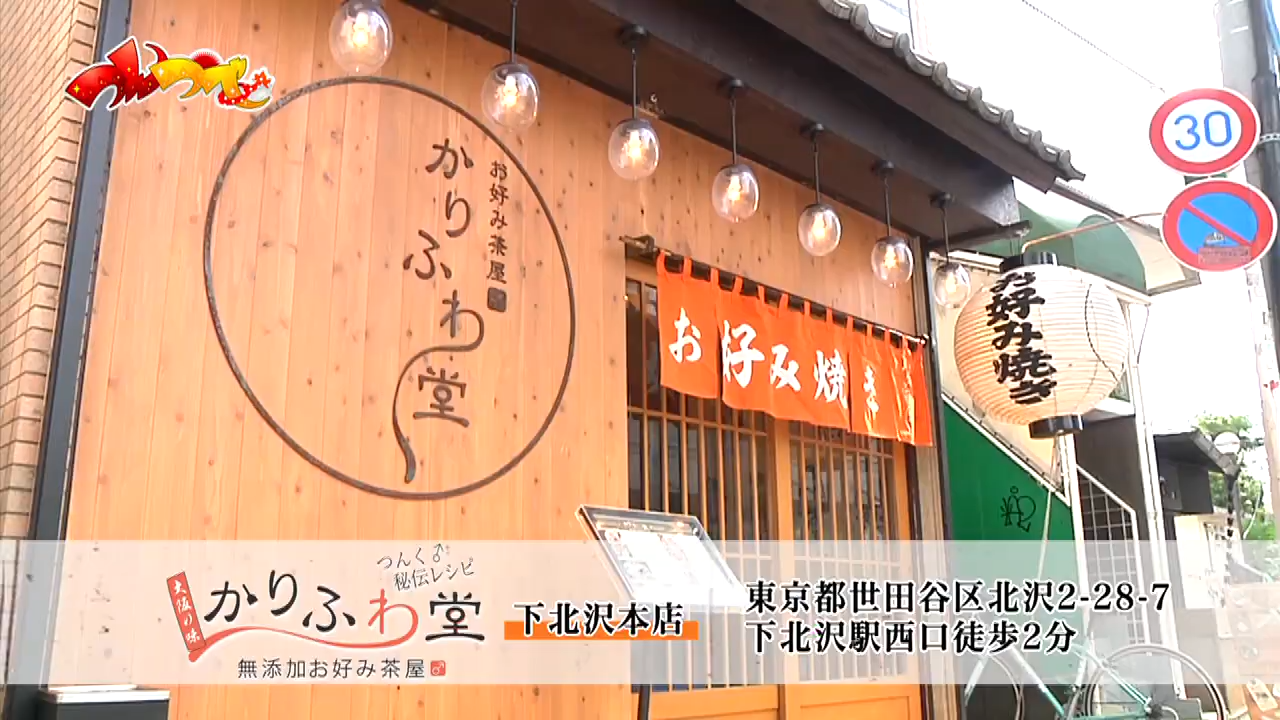 お好み茶屋
かりふわ堂
お好み焼き
お好み焼き
30
大阪の味
つんく♂
秘伝レシピ
かりふわ堂
無添加お好み茶屋♂
下北沢本店
東京都世田谷区北沢2-28-7
下北沢駅西口徒歩2分